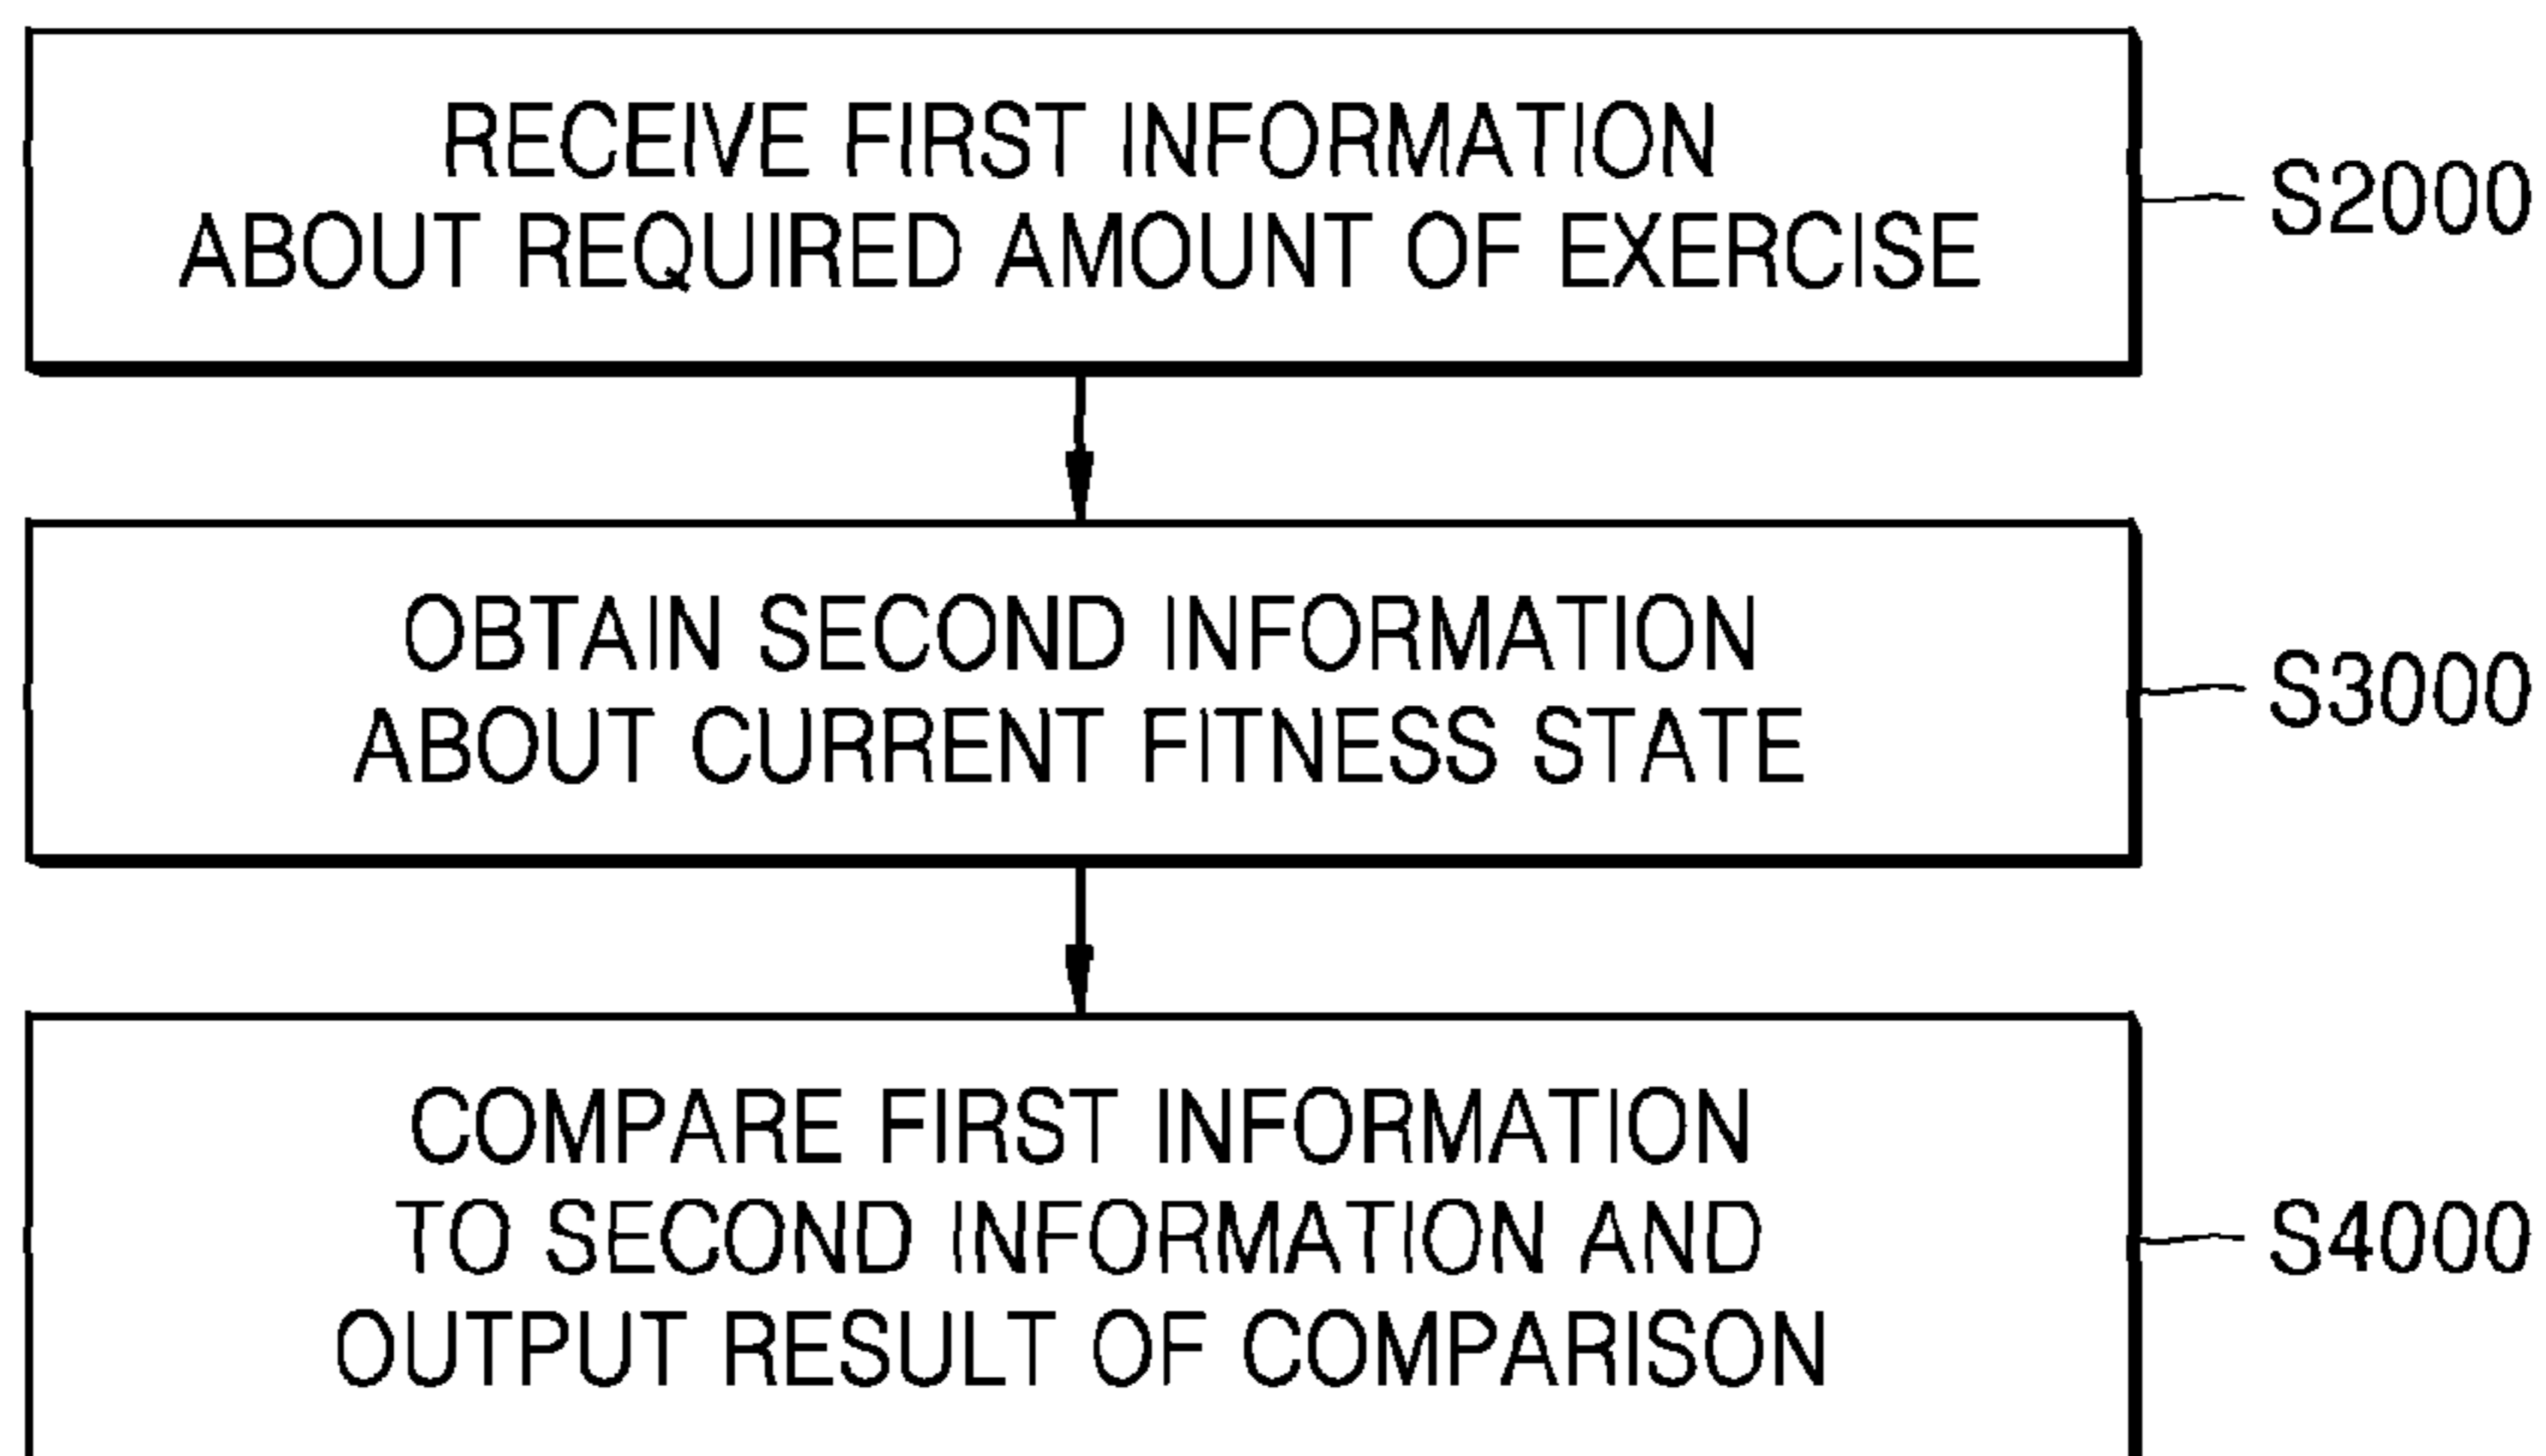 RECEIVE FIRST INFORMATION
ABOUT REQUIRED AMOUNT OF EXERCISE
S2000
OBTAIN SECOND INFORMATION
ABOUT CURRENT FITNESS STATE
S3000
COMPARE FIRST INFORMATION
TO SECOND INFORMATION AND
OUTPUT RESULT OF COMPARISON
S4000